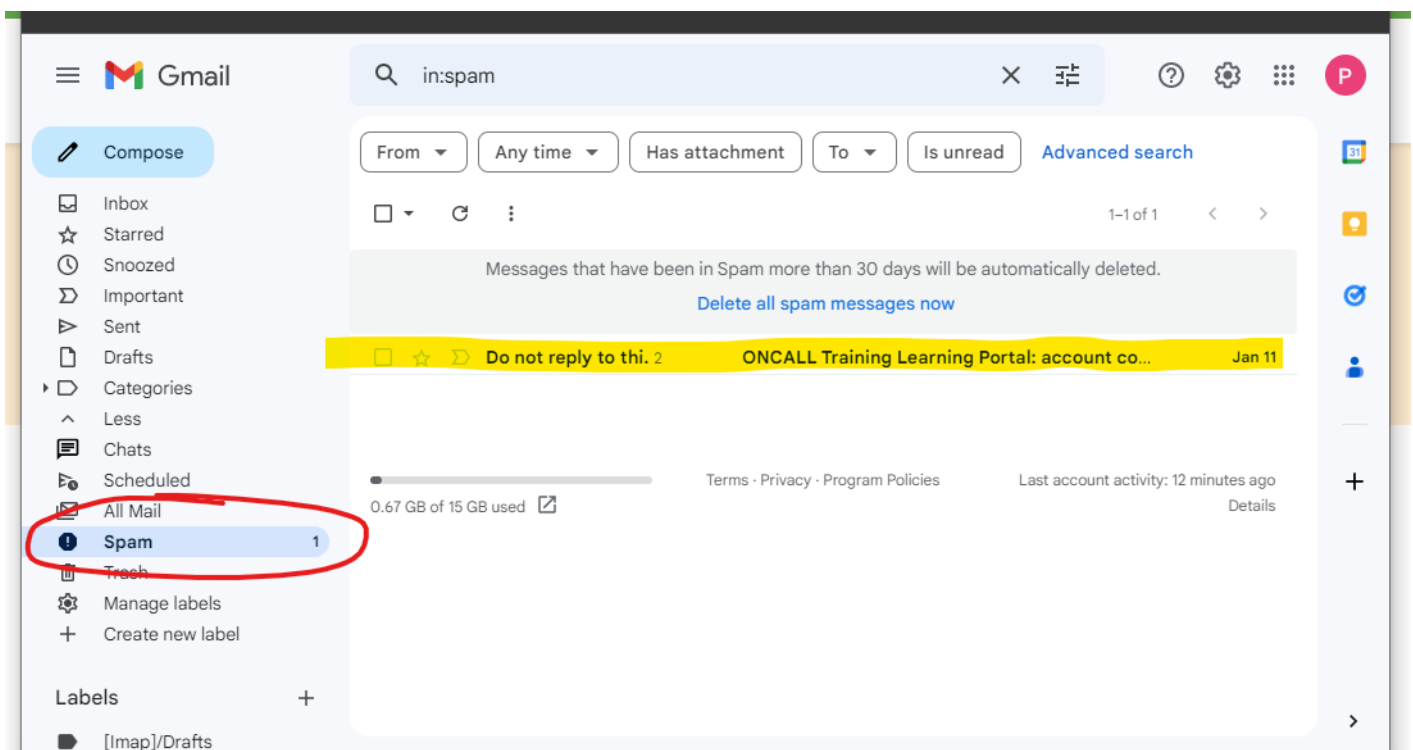 Gmail
in:spam
P
Compose
Inbox
Starred
Snoozed
Important
Sent
Drafts
Categories
Less
Chats
Scheduled
All Mail
Spam 1
Trash
Manage labels
Create new label
Labels
[Imap]/Drafts
From Any time Has attachment To Is unread Advanced search
1–1 of 1
Messages that have been in Spam more than 30 days will be automatically deleted.
Delete all spam messages now
Do not reply to thi. 2 ONCALL Training Learning Portal: account co... Jan 11
Terms · Privacy · Program Policies Last account activity: 12 minutes ago
0.67 GB of 15 GB used Details
31